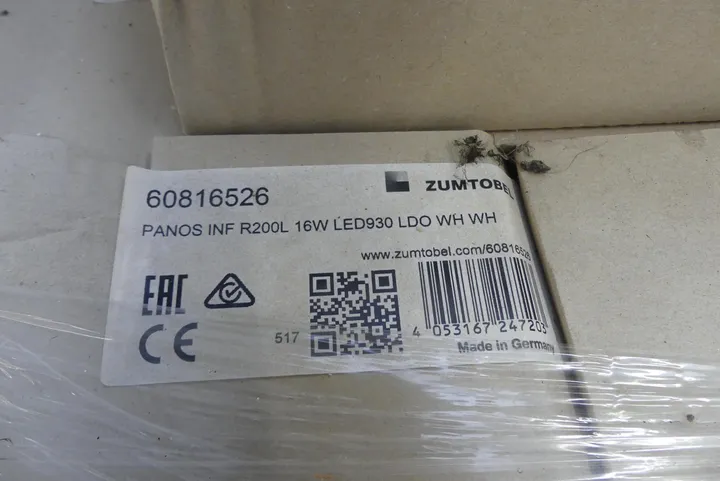 60816526
ZUMTOBEL
PANOS INF R200L 16W LED930 LDO WH WH
www.zumtobel.com/60816526
EAC
CE
517
4 053167 247203
Made in Germany